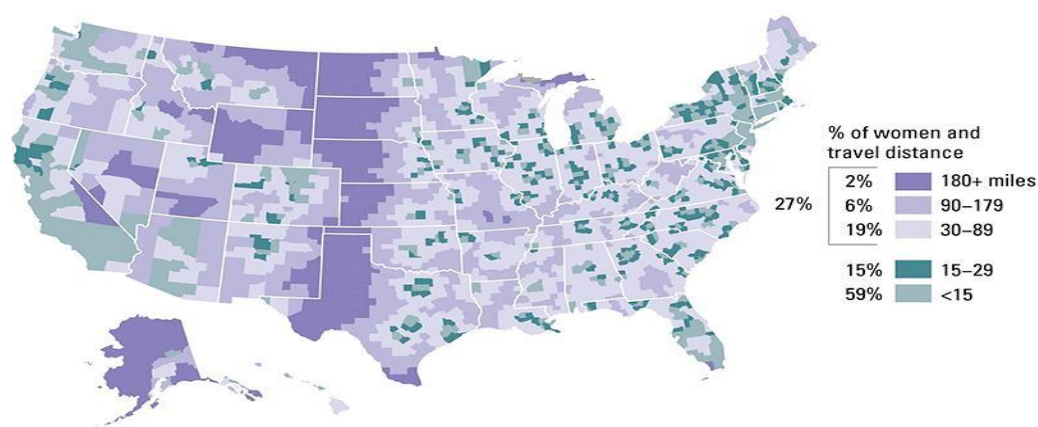 % of women and
travel distance
27%
2% 180+ miles
6% 90–179
19% 30–89
15% 15–29
59% <15